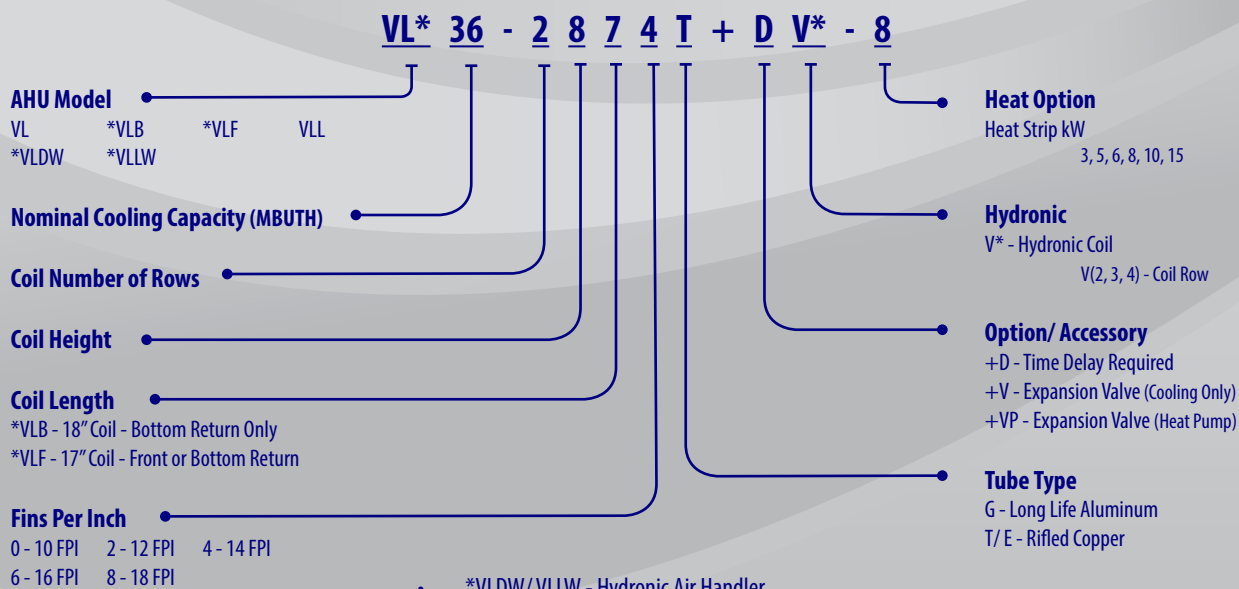 VL* 36 - 2 8 7 4 T + D V* - 8
AHU Model
VL *VLB *VLF VLL
*VLDW *VLLW
Nominal Cooling Capacity (MBUTH)
Coil Number of Rows
Coil Height
Coil Length
*VLB - 18" Coil - Bottom Return Only
*VLF - 17" Coil - Front or Bottom Return
Fins Per Inch
0 - 10 FPI 2 - 12 FPI 4 - 14 FPI
6 - 16 FPI 8 - 18 FPI
Heat Option
Heat Strip kW
3, 5, 6, 8, 10, 15
Hydronic
V* - Hydronic Coil
V(2, 3, 4) - Coil Row
Option/ Accessory
+D - Time Delay Required
+V - Expansion Valve (Cooling Only)
+VP - Expansion Valve (Heat Pump)
Tube Type
G - Long Life Aluminum
T/ E - Rifled Copper
*VLDW/ VLLW - Hydronic Air Handler